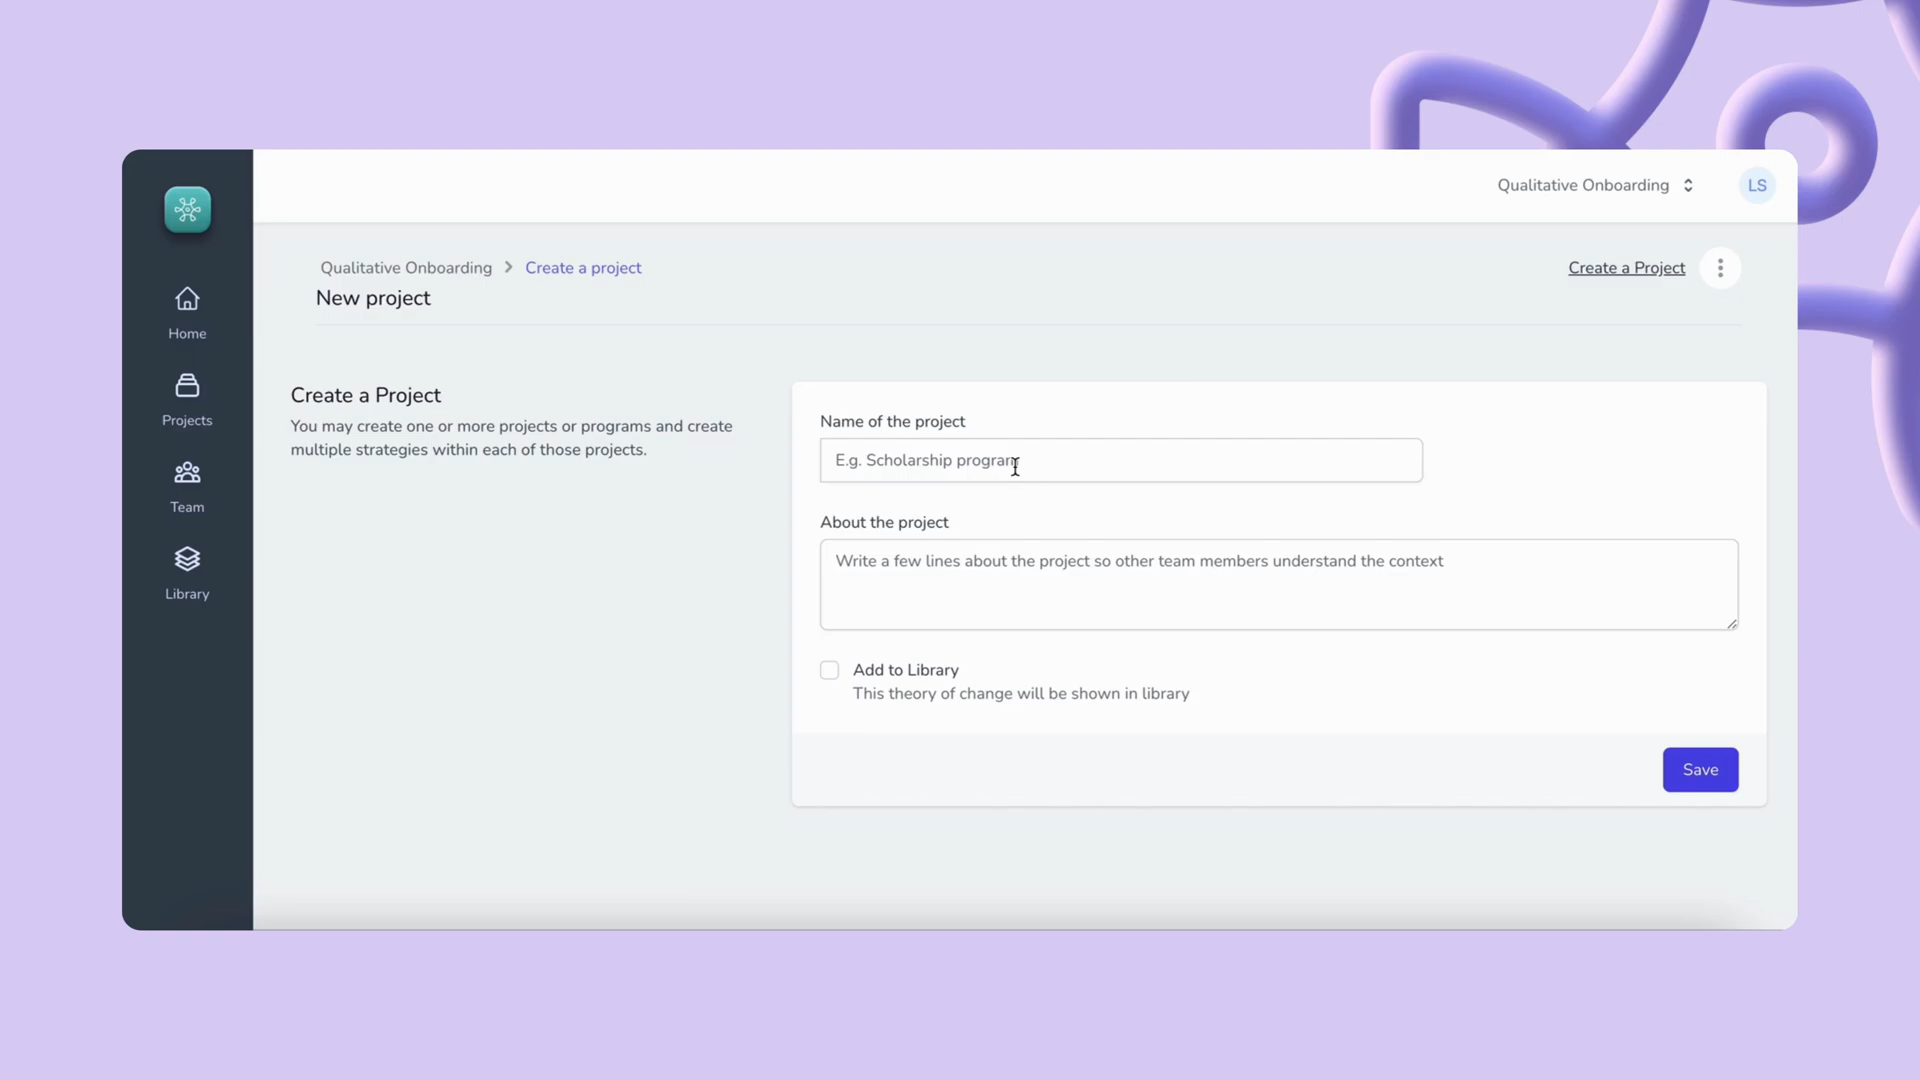 Qualitative Onboarding
LS
Home
Projects
Team
Library
Qualitative Onboarding > Create a project
New project
Create a Project
Create a Project
You may create one or more projects or programs and create
multiple strategies within each of those projects.
Name of the project
E.g. Scholarship program
About the project
Write a few lines about the project so other team members understand the context
Add to Library
This theory of change will be shown in library
Save